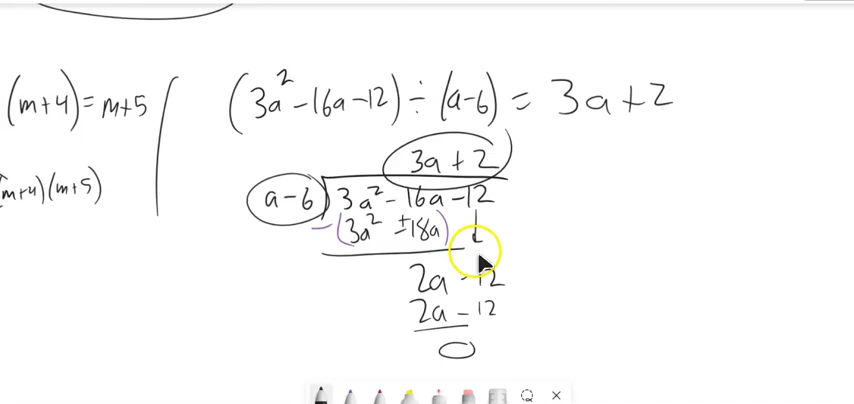 (m+4)=m+5
(3a²-16a-12)÷(a-6) = 3a+2
(m+4)(m+5)
3a+2
a-6 3a²-16a-12
-(3a² ±18a)
2a-12
2a-12
0